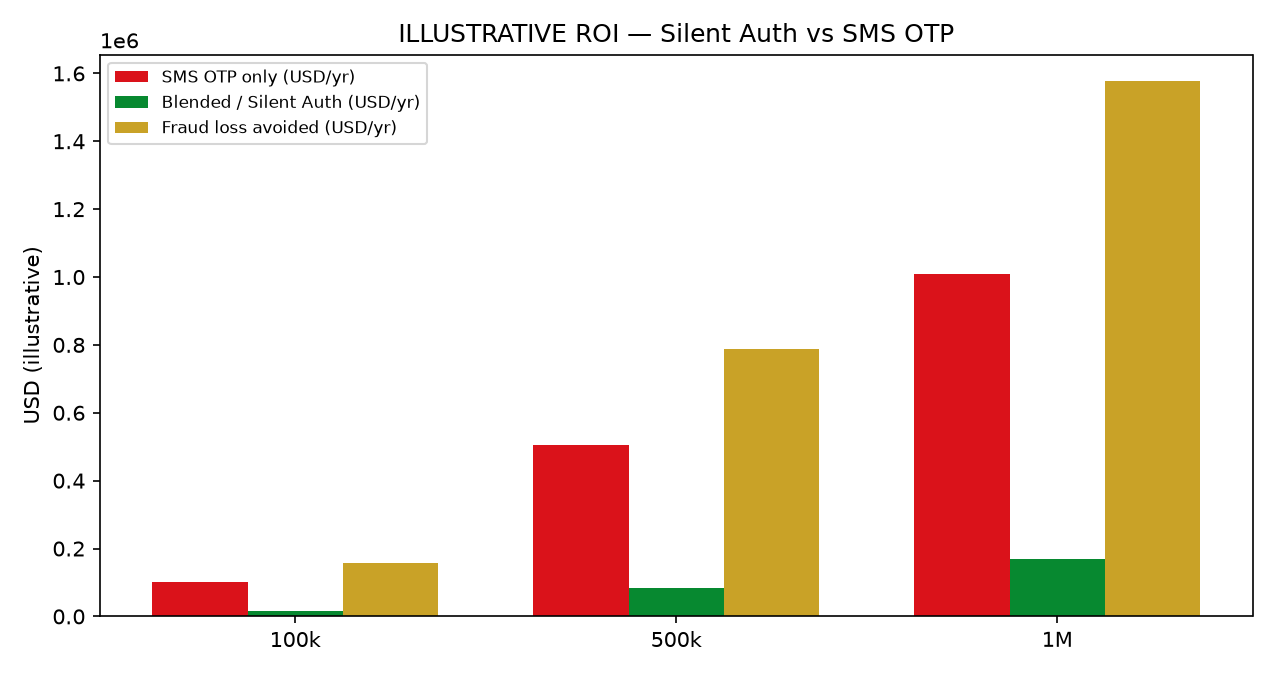 ILLUSTRATIVE ROI — Silent Auth vs SMS OTP
1e6
SMS OTP only (USD/yr)
Blended / Silent Auth (USD/yr)
Fraud loss avoided (USD/yr)
USD (illustrative)
1.6
1.4
1.2
1.0
0.8
0.6
0.4
0.2
0.0
100k
500k
1M